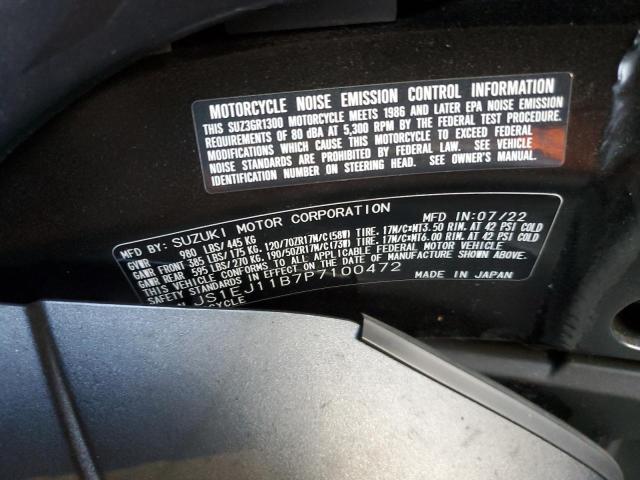 MOTORCYCLE NOISE EMISSION CONTROL INFORMATION
THIS SUZ3GR1300 MOTORCYCLE MEETS 1986 AND LATER EPA NOISE EMISSION
REQUIREMENTS OF 80 dBA AT 5,300 RPM BY THE FEDERAL TEST PROCEDURE.
MODIFICATIONS WHICH CAUSE THIS MOTORCYCLE TO EXCEED FEDERAL
NOISE STANDARDS ARE PROHIBITED BY FEDERAL LAW. SEE VEHICLE
IDENTIFICATION NUMBER ON STEERING HEAD. SEE OWNER'S MANUAL.
MFD BY: SUZUKI MOTOR CORPORATION MFD IN:07/22
GVWR 980 LBS/445 KG
GAWR FRONT 385 LBS/175 KG. 120/70ZR17M/C(58W) TIRE. 17M/C×MT3.50 RIM. AT 42 PSI COLD
GAWR REAR 595 LBS/270 KG. 190/50ZR17M/C(73W) TIRE. 17M/C×MT6.00 RIM. AT 42 PSI COLD
THIS VEHICLE CONFORMS TO ALL APPLICABLE FEDERAL MOTOR VEHICLE
SAFETY STANDARDS IN EFFECT ON THE DATE OF MANUFACTURE SHOWN ABOVE.
JS1EJ11B7P7100472 MADE IN JAPAN
CYCLE